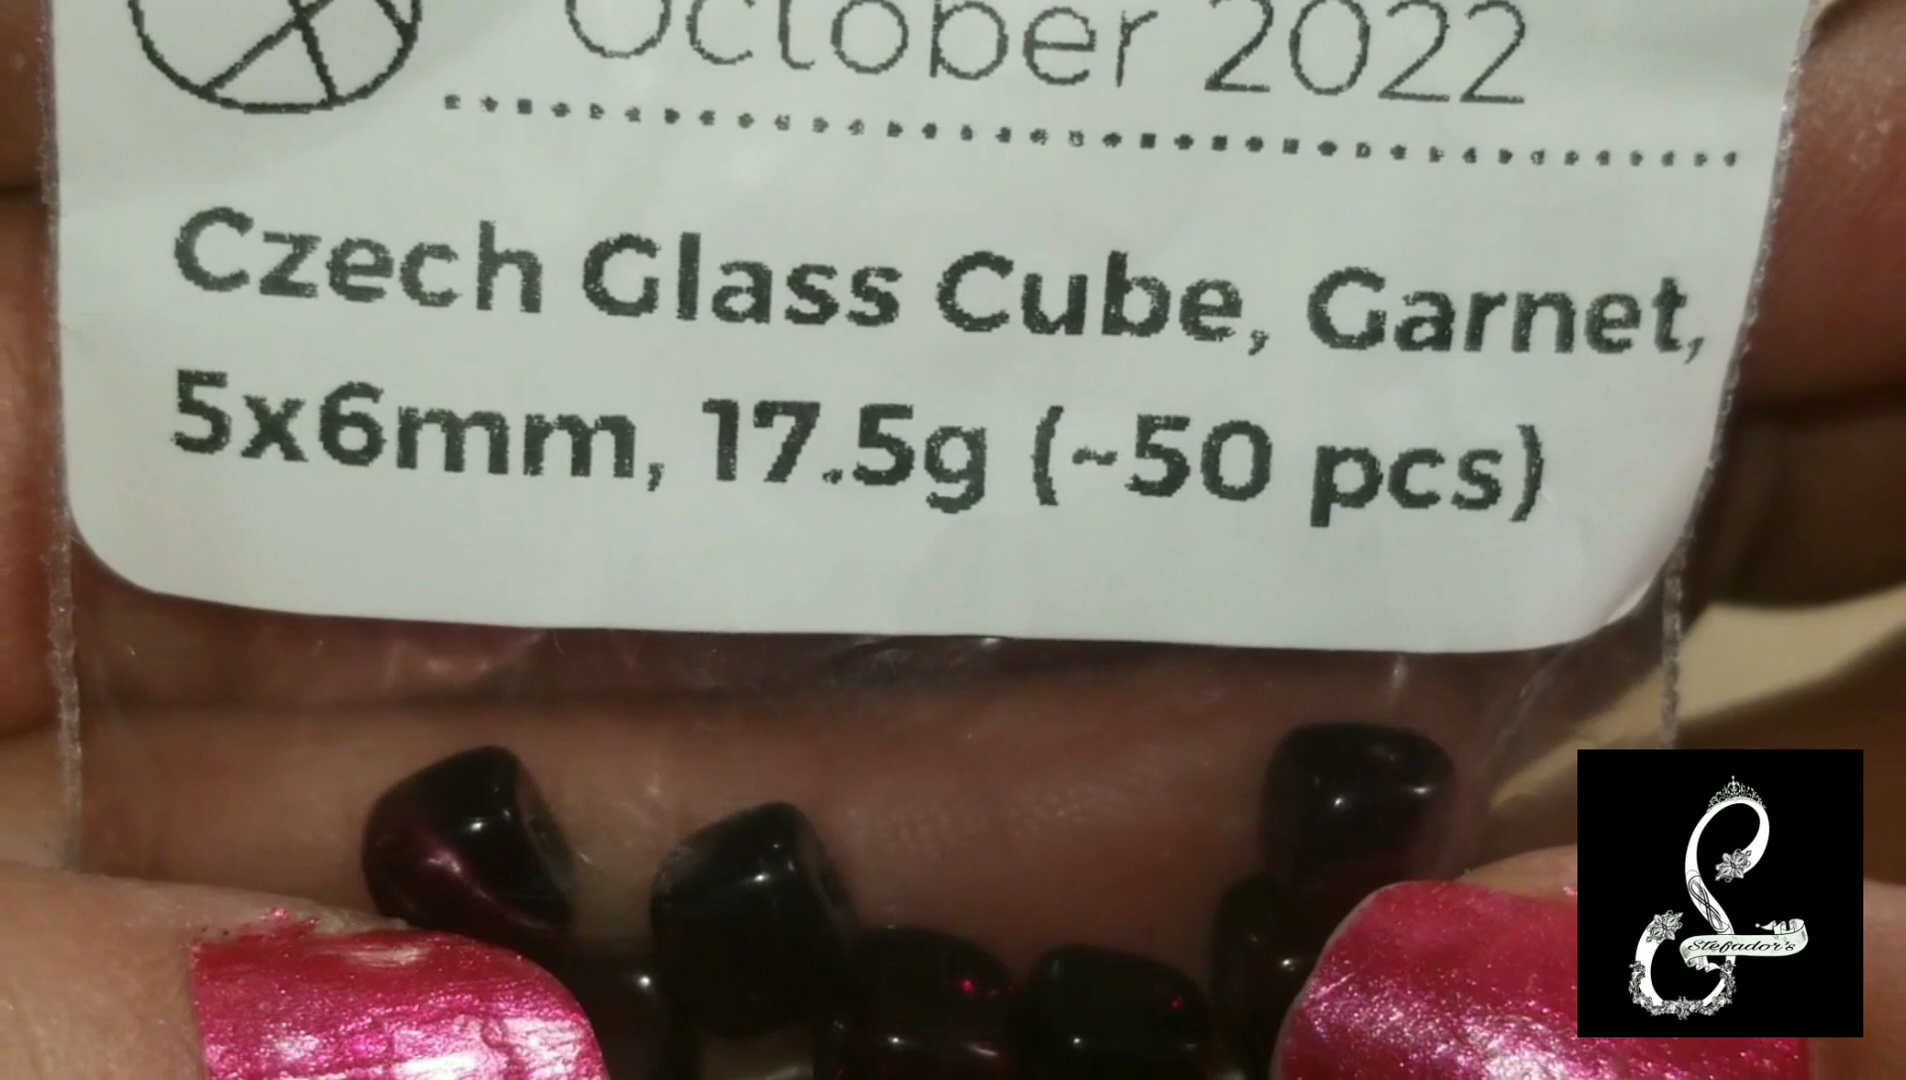 October 2022
Czech Glass Cube, Garnet,
5x6mm, 17.5g (~50 pcs)
Stefador's